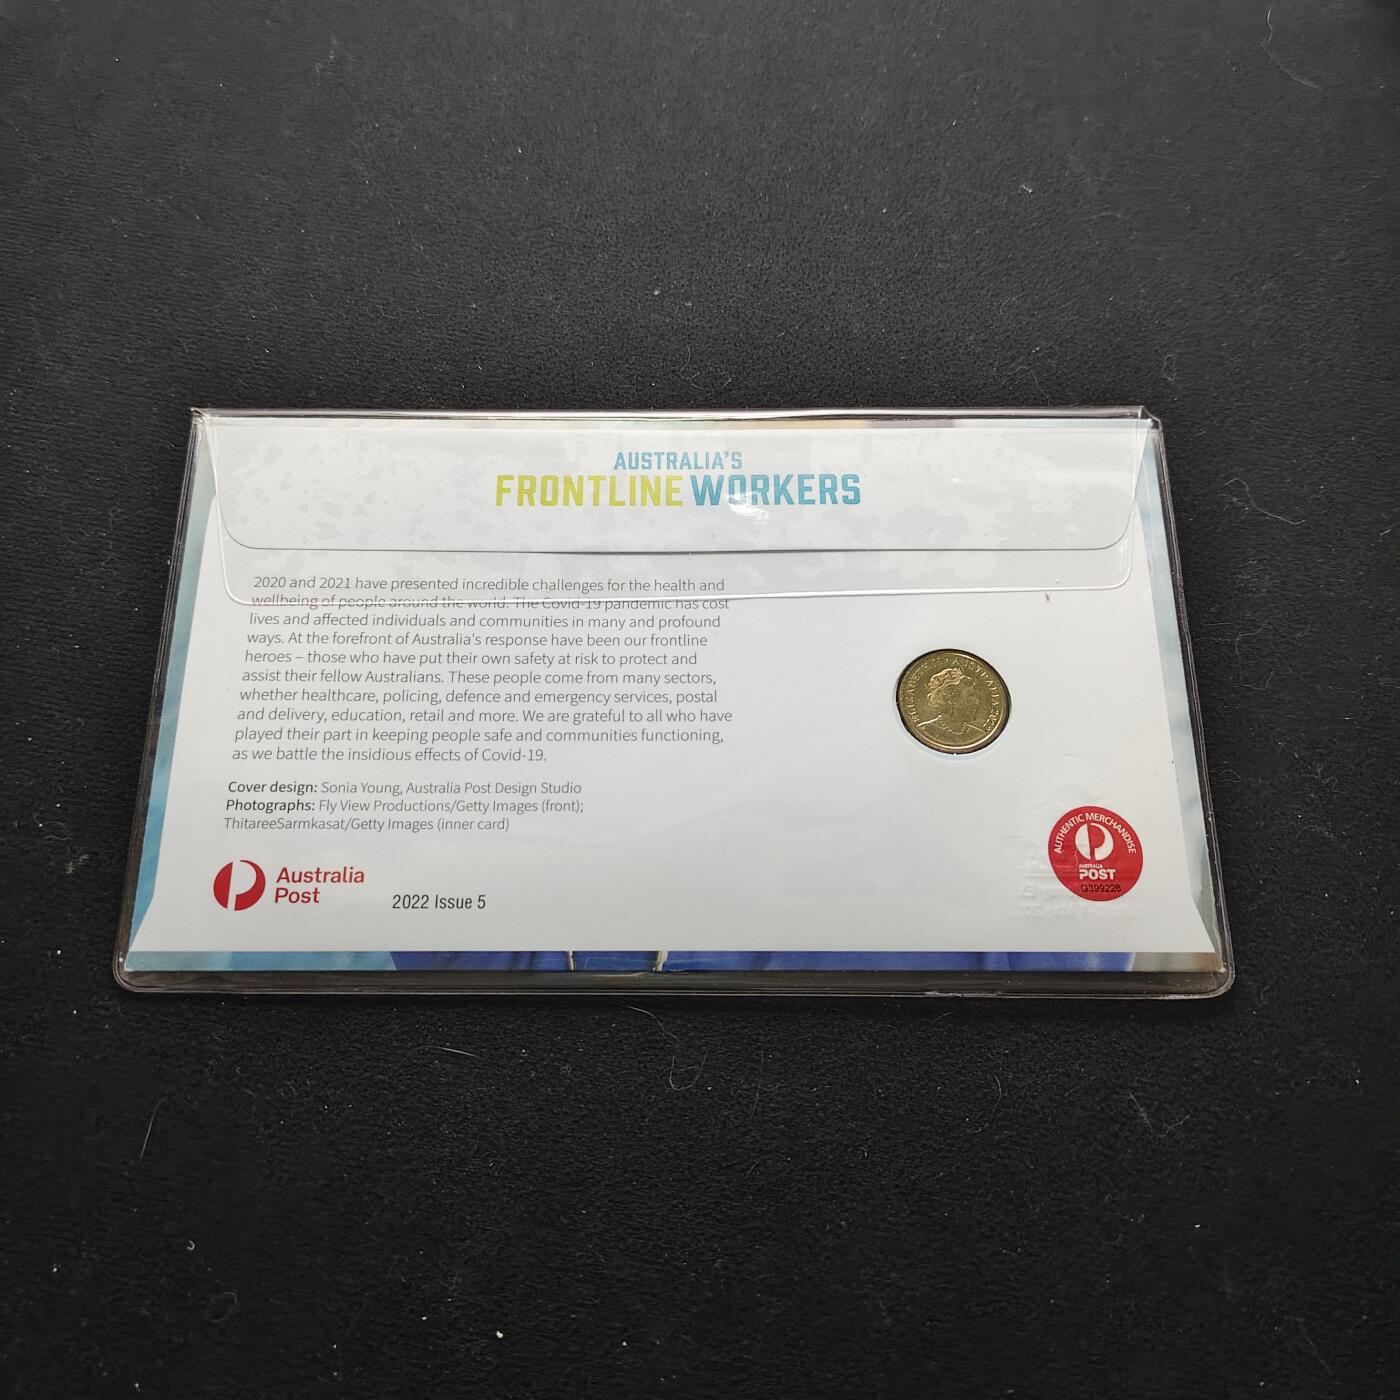 AUSTRALIA'S
FRONTLINE WORKERS
2020 and 2021 have presented incredible challenges for the health and
wellbeing of people around the world. The Covid-19 pandemic has cost
lives and affected individuals and communities in many and profound
ways. At the forefront of Australia's response have been our frontline
heroes – those who have put their own safety at risk to protect and
assist their fellow Australians. These people come from many sectors,
whether healthcare, policing, defence and emergency services, postal
and delivery, education, retail and more. We are grateful to all who have
played their part in keeping people safe and communities functioning,
as we battle the insidious effects of Covid-19.
Cover design: Sonia Young, Australia Post Design Studio
Photographs: Fly View Productions/Getty Images (front);
ThitareeSarmkasat/Getty Images (inner card)
Australia
Post
2022 Issue 5
ELIZABETH II • AUSTRALIA 2022
AUTHENTIC MERCHANDISE
AUSTRALIA
POST
G399226